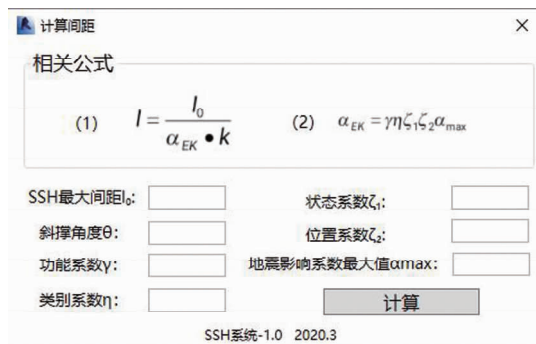 计算间距
相关公式
(1) l = l₀ / (α_EK • k) (2) α_EK = γηζ₁ζ₂α_max
SSH最大间距l₀: 状态系数ζ₁:
斜撑角度θ: 位置系数ζ₂:
功能系数γ: 地震影响系数最大值αmax:
类别系数η: 计算
SSH系统-1.0 2020.3